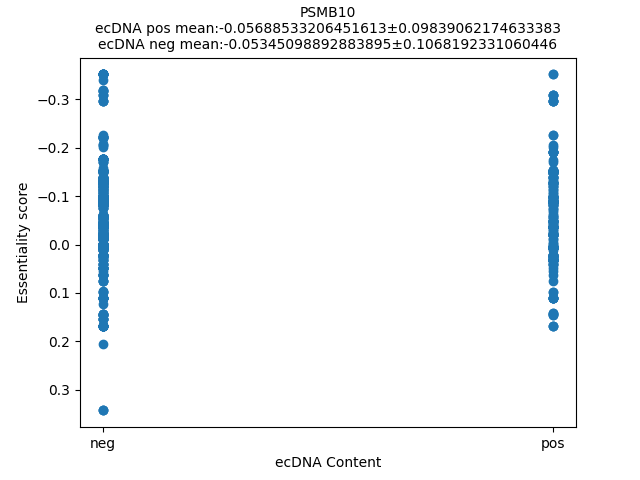 PSMB10
ecDNA pos mean:-0.05688533206451613±0.09839062174633383
ecDNA neg mean:-0.05345098892883895±0.1068192331060446
−0.3
−0.2
−0.1
0.0
0.1
0.2
0.3
Essentiality score
neg
pos
ecDNA Content